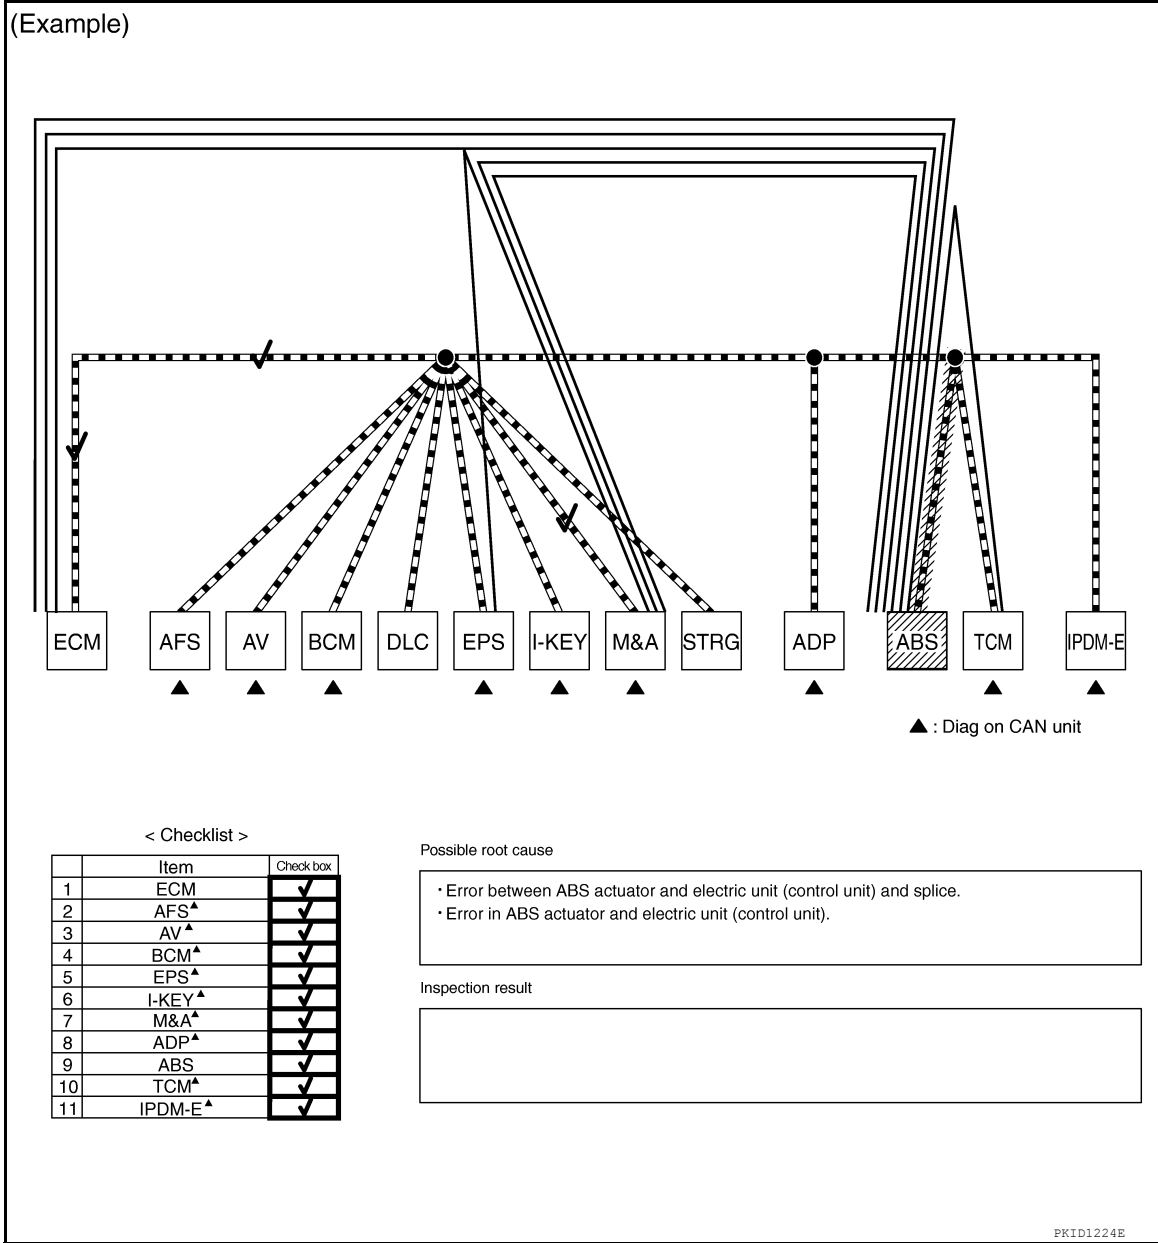 (Example)
ECM AFS AV BCM DLC EPS I-KEY M&A STRG ADP ABS TCM IPDM-E
▲ : Diag on CAN unit
< Checklist >
Item Check box
1 ECM
2 AFS▲
3 AV▲
4 BCM▲
5 EPS▲
6 I-KEY▲
7 M&A▲
8 ADP▲
9 ABS
10 TCM▲
11 IPDM-E▲
Possible root cause
・Error between ABS actuator and electric unit (control unit) and splice.
・Error in ABS actuator and electric unit (control unit).
Inspection result
PKID1224E